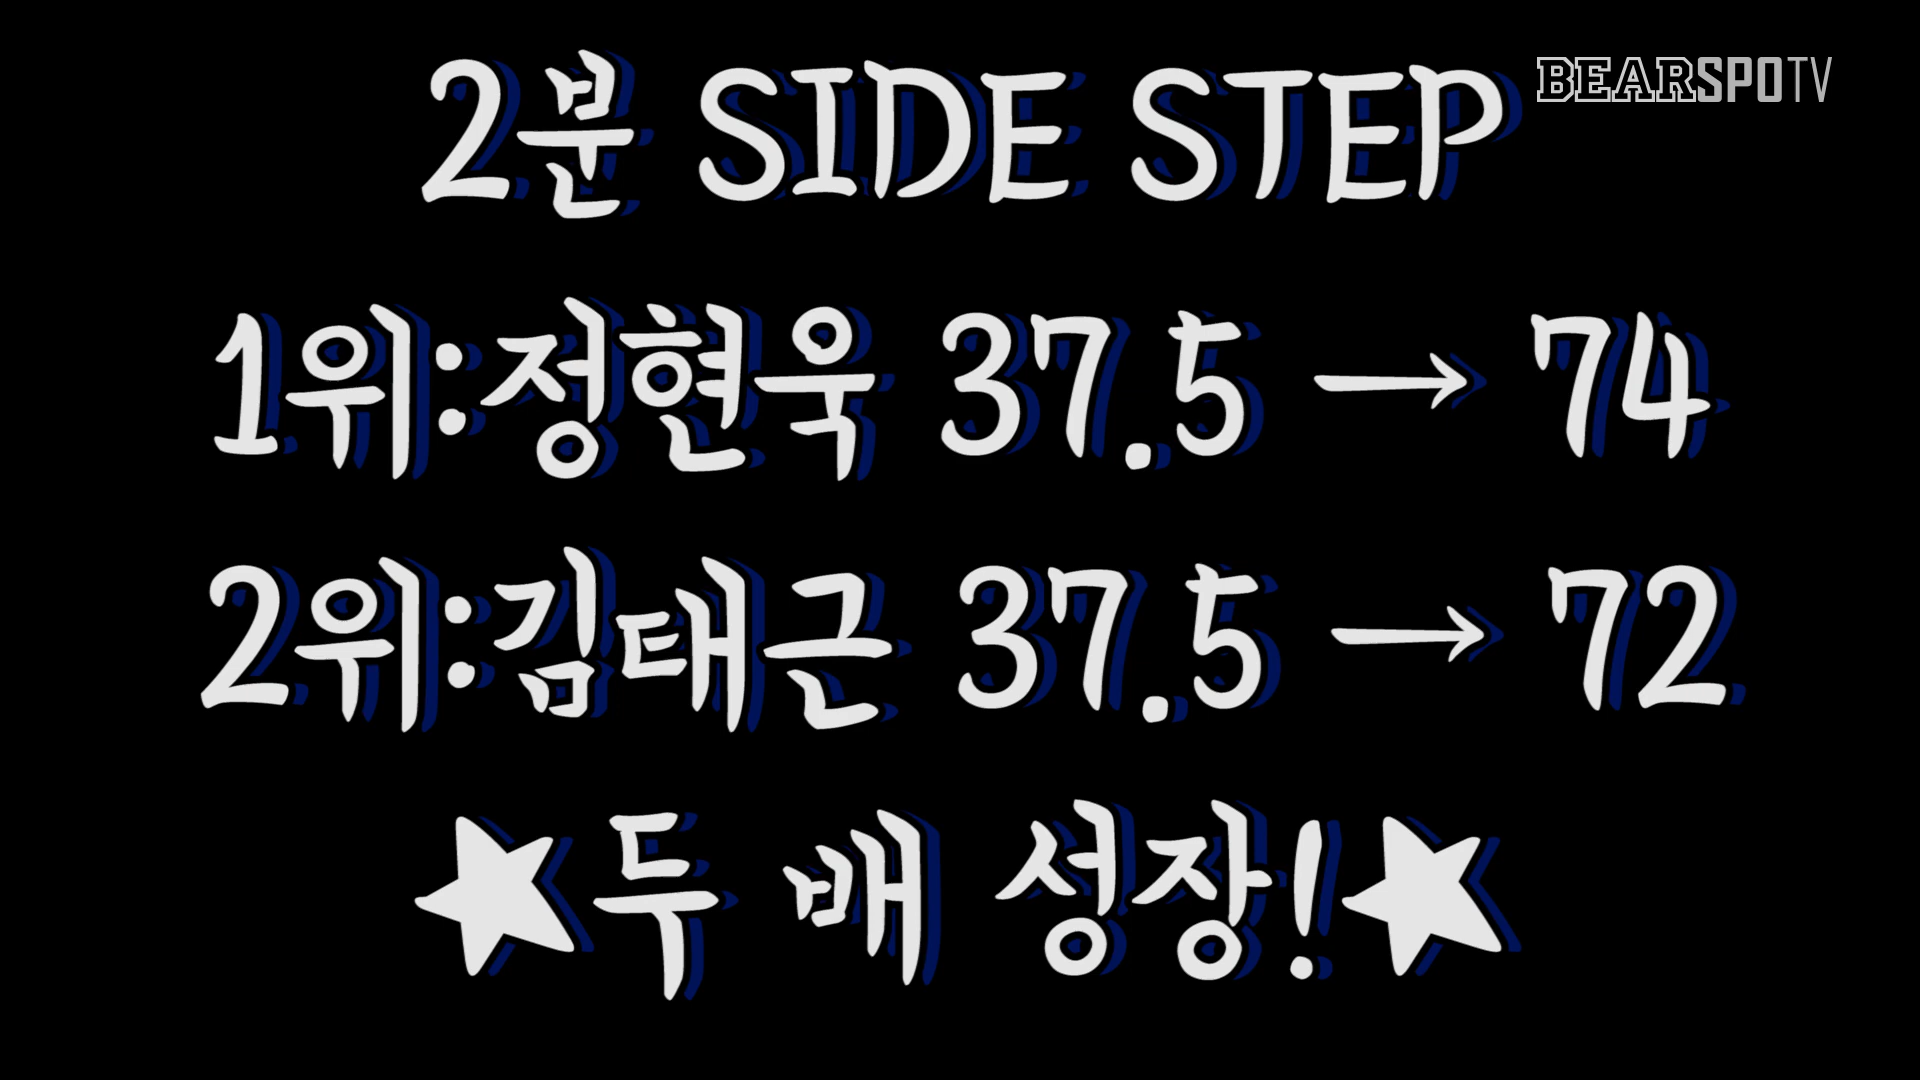 2분 SIDE STEP
BEARSPOTV
1위:정현욱 37.5 → 74
2위:김태근 37.5 → 72
★두 배 성장!★